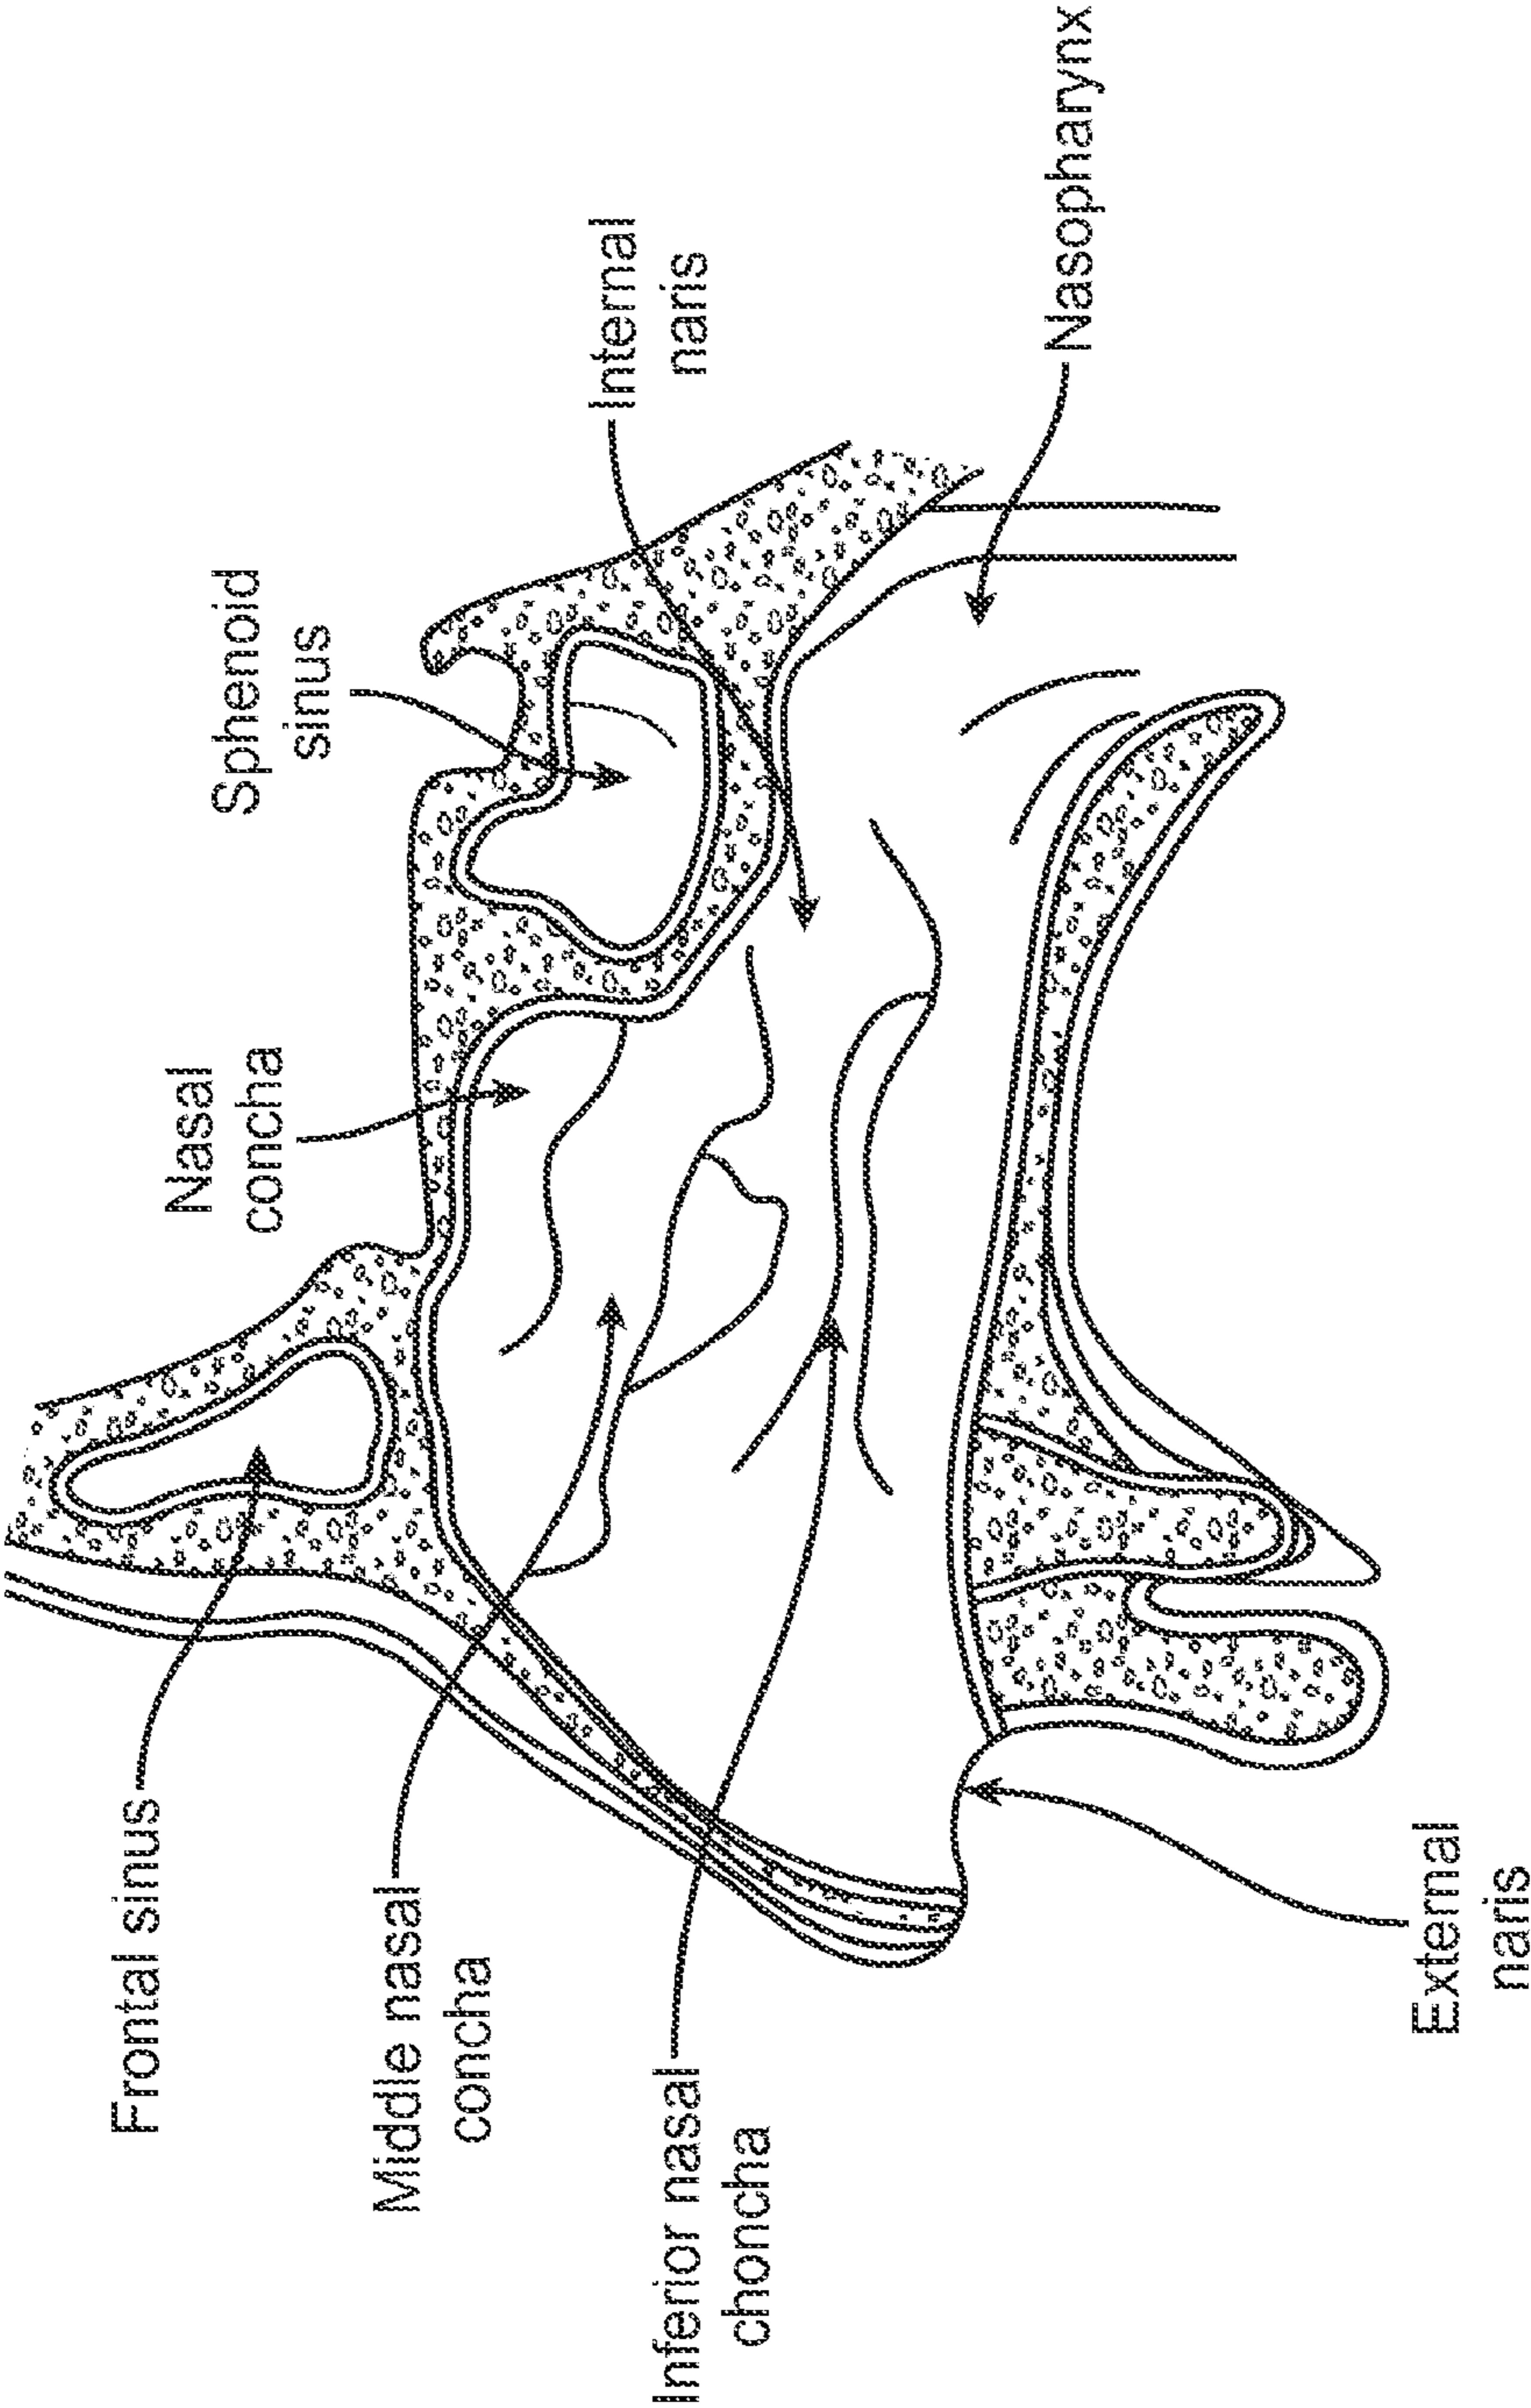 Frontal sinus
Middle nasal
concha
Inferior nasal
choncha
External
naris
Nasal
concha
Sphenoid
sinus
Internal
naris
Nasopharynx